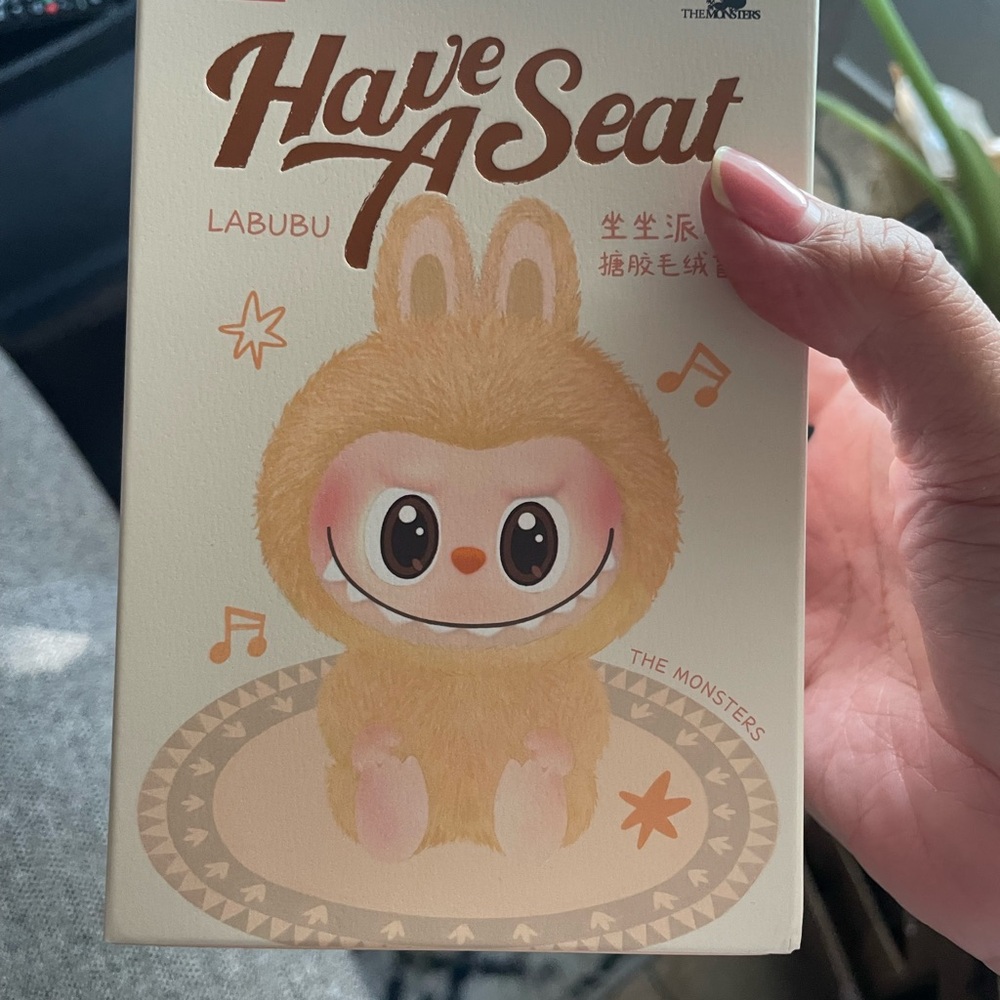 THE MONSTERS
Have A Seat
LABUBU
坐坐派
搪胶毛绒
THE MONSTERS